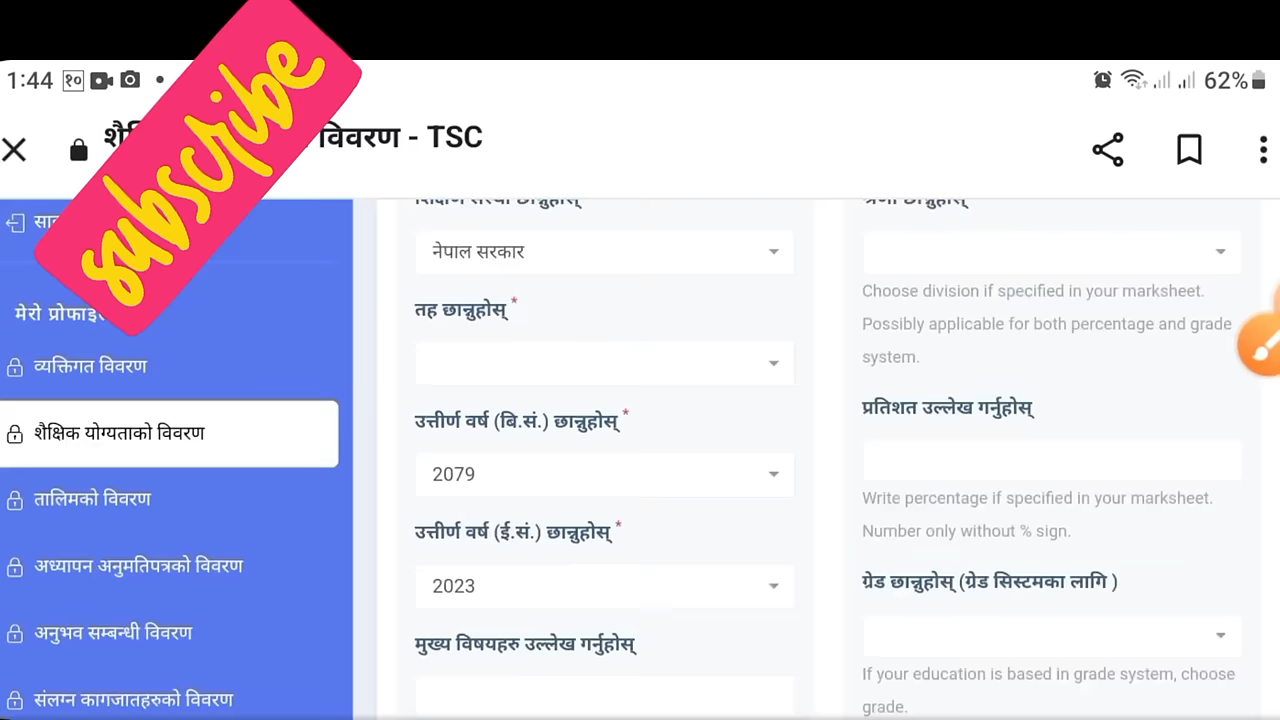 1:44 १० 62%
subscribe
विवरण - TSC
शिक्षण संस्था छान्नुहोस्
श्रेणी छान्नुहोस्
नेपाल सरकार
Choose division if specified in your marksheet.
Possibly applicable for both percentage and grade
system.
तह छान्नुहोस् *
मेरो
व्यक्तिगत विवरण
प्रतिशत उल्लेख गर्नुहोस्
उत्तीर्ण वर्ष (बि.सं.) छान्नुहोस् *
शैक्षिक योग्यताको विवरण
2079
Write percentage if specified in your marksheet.
Number only without % sign.
तालिमको विवरण
उत्तीर्ण वर्ष (ई.सं.) छान्नुहोस् *
अध्यापन अनुमतिपत्रको विवरण
2023
ग्रेड छान्नुहोस् (ग्रेड सिस्टमका लागि )
अनुभव सम्बन्धी विवरण
मुख्य विषयहरु उल्लेख गर्नुहोस्
If your education is based in grade system, choose
grade.
संलग्न कागजातहरुको विवरण